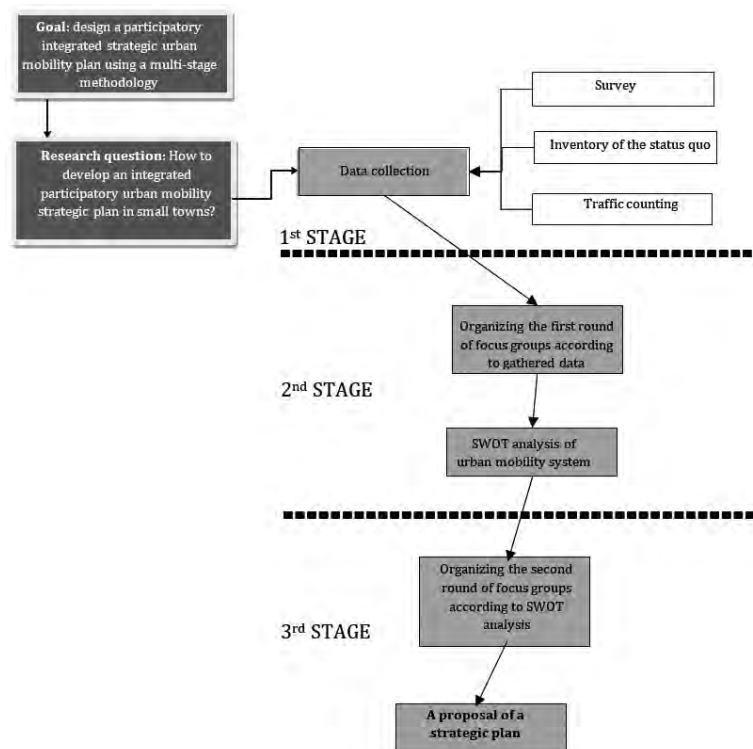 Goal: design a participatory
integrated strategic urban
mobility plan using a multi-stage
methodology
Research question: How to
develop an integrated
participatory urban mobility
strategic plan in small towns?
Data collection
Survey
Inventory of the status quo
Traffic counting
1st STAGE
Organizing the first round
of focus groups according
to gathered data
2nd STAGE
SWOT analysis of
urban mobility system
Organizing the second
round of focus groups
according to SWOT
analysis
3rd STAGE
A proposal of a
strategic plan